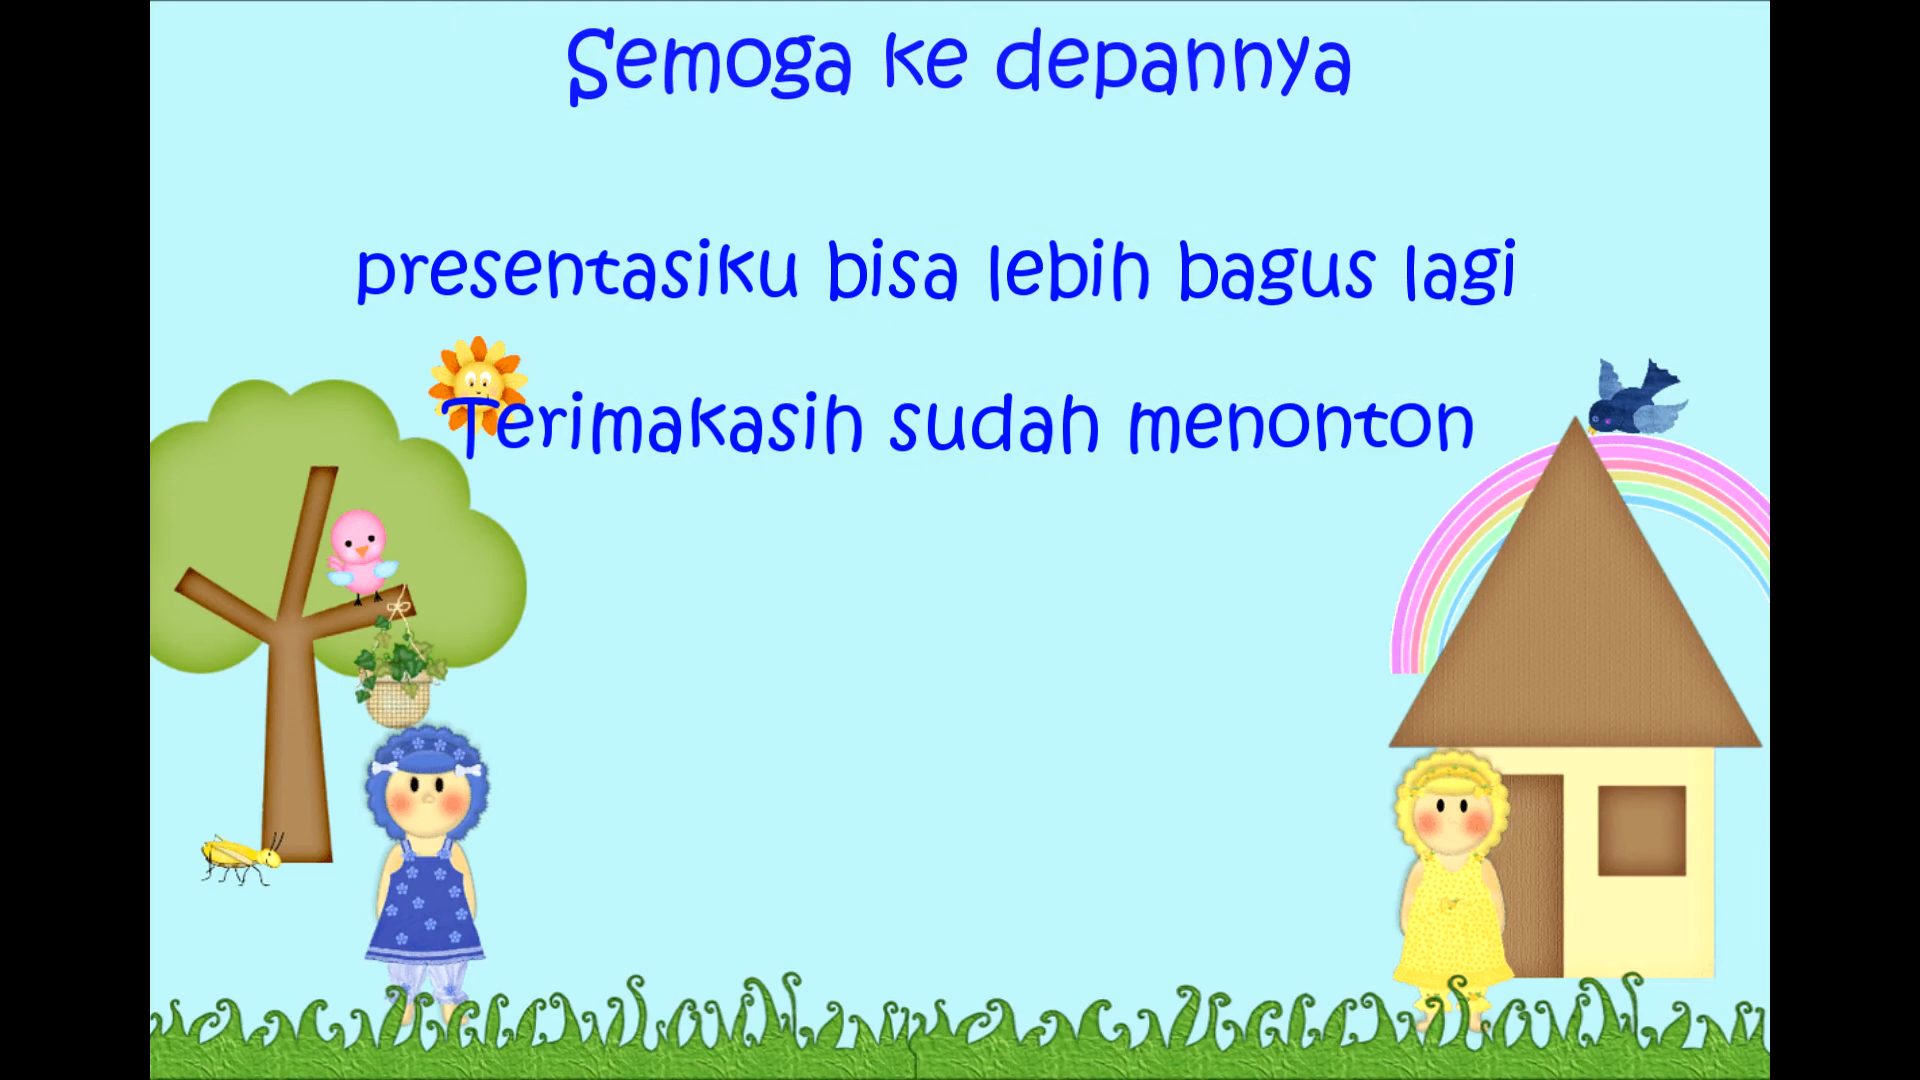 Semoga ke depannya
presentasiku bisa lebih bagus lagi
Terimakasih sudah menonton